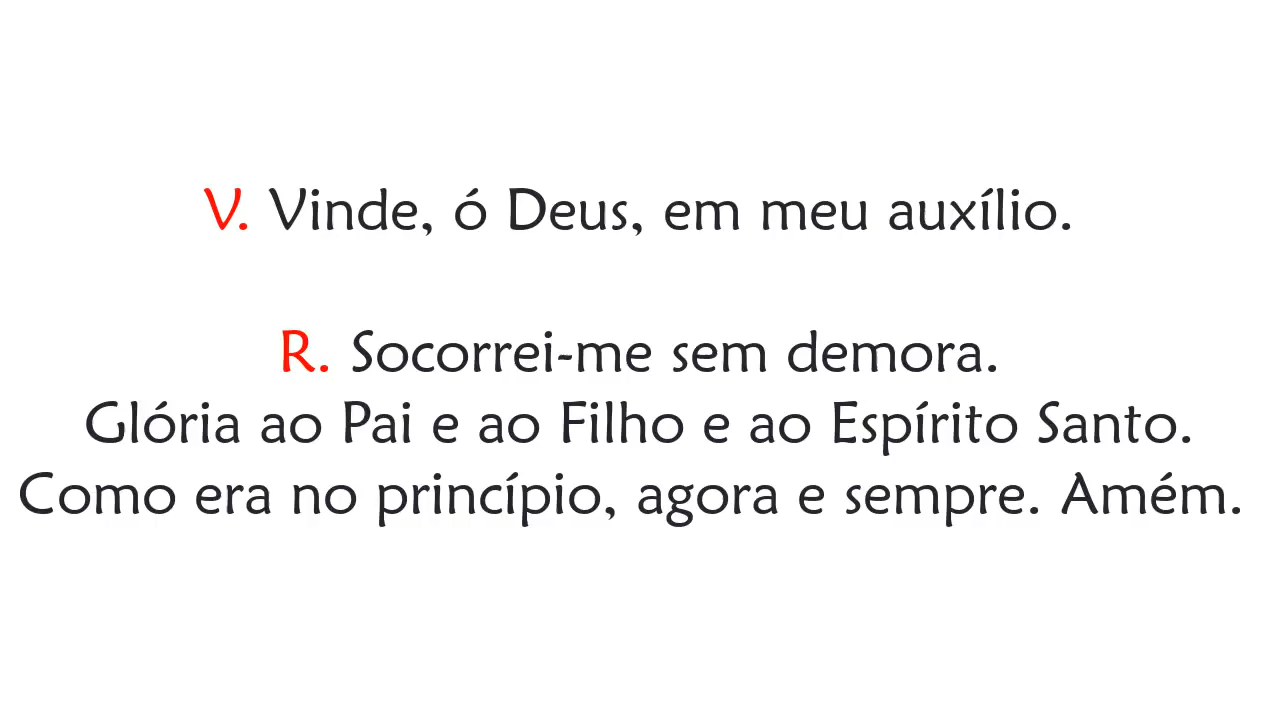 V. Vinde, ó Deus, em meu auxílio.
R. Socorrei-me sem demora.
Glória ao Pai e ao Filho e ao Espírito Santo.
Como era no princípio, agora e sempre. Amém.